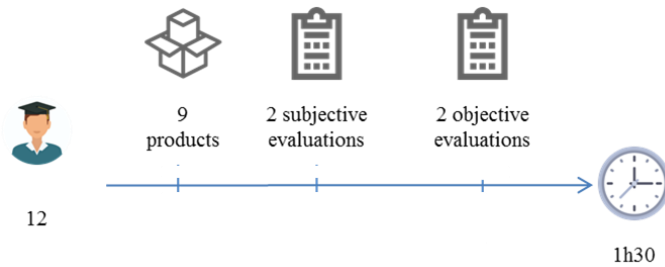 9
products
2 subjective
evaluations
2 objective
evaluations
12
1h30